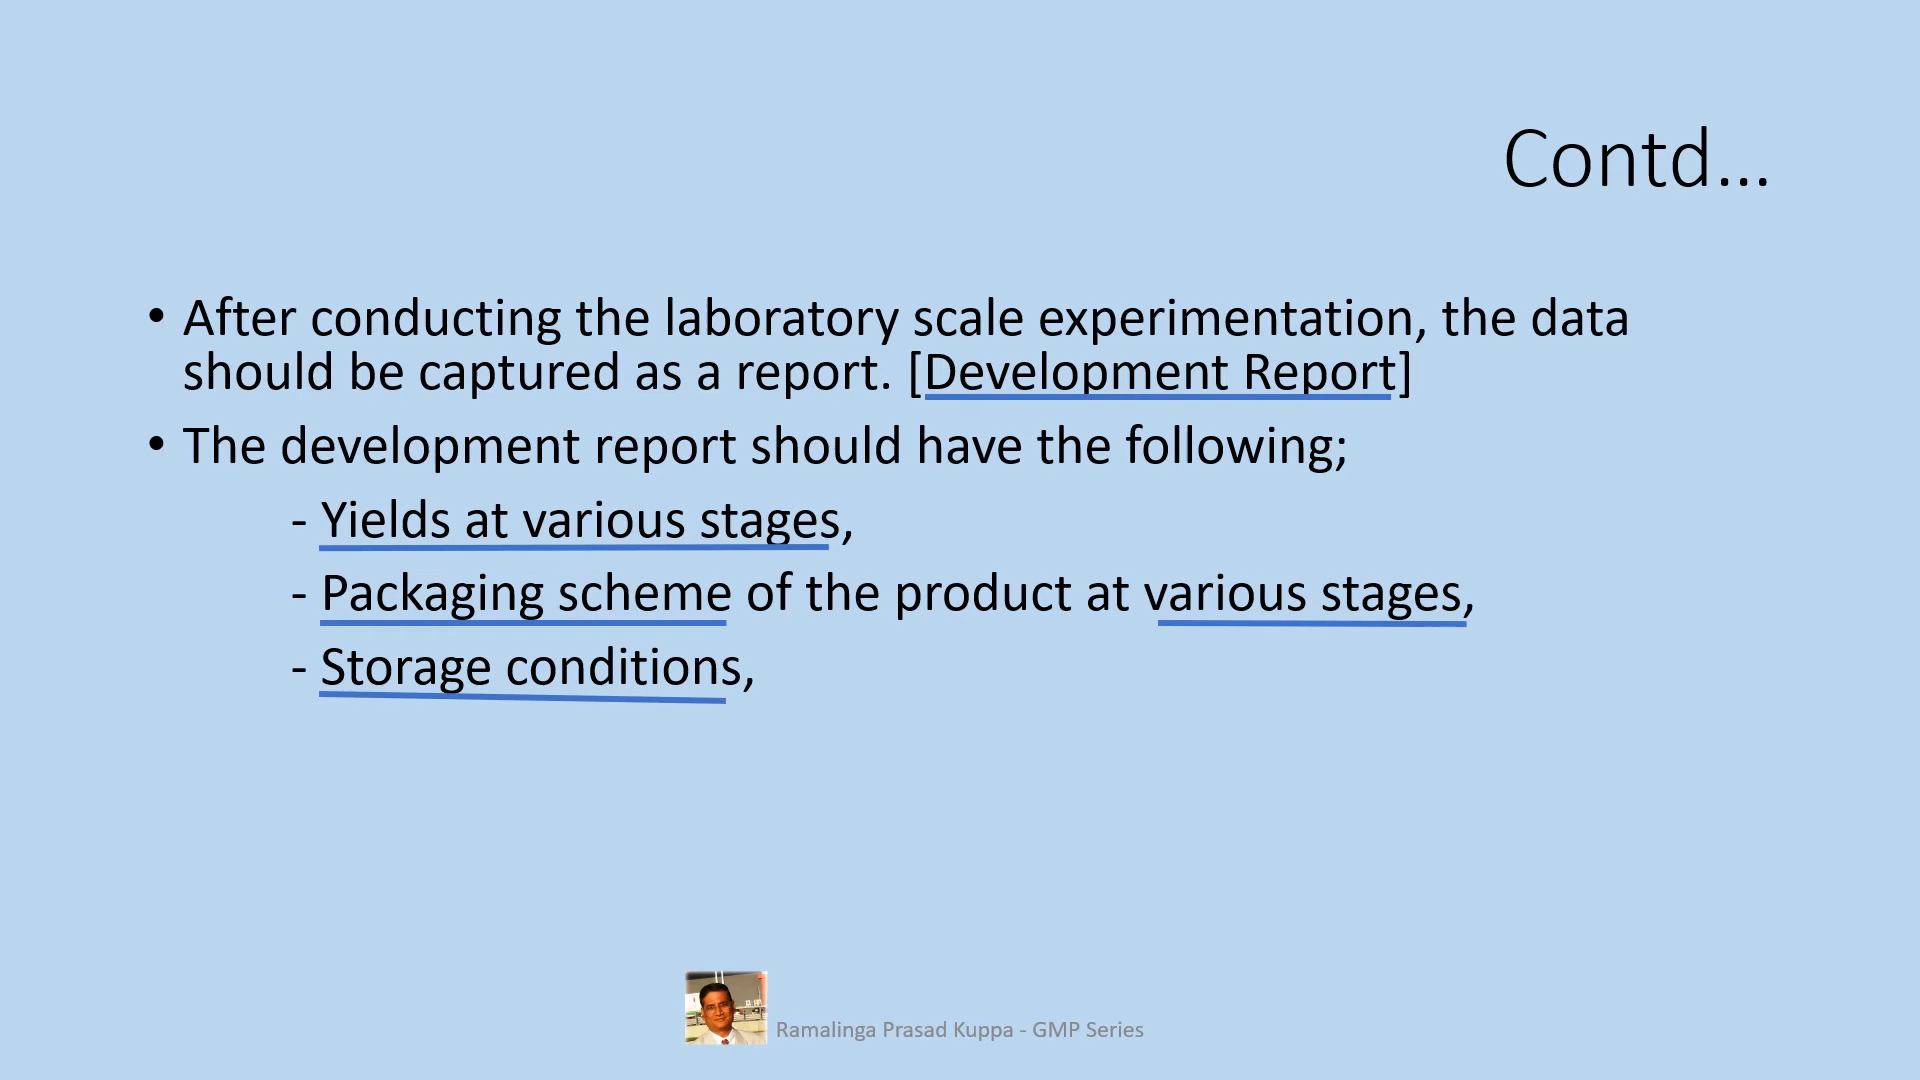 Contd...
• After conducting the laboratory scale experimentation, the data
should be captured as a report. [Development Report]
• The development report should have the following;
- Yields at various stages,
- Packaging scheme of the product at various stages,
- Storage conditions,
Ramalinga Prasad Kuppa - GMP Series